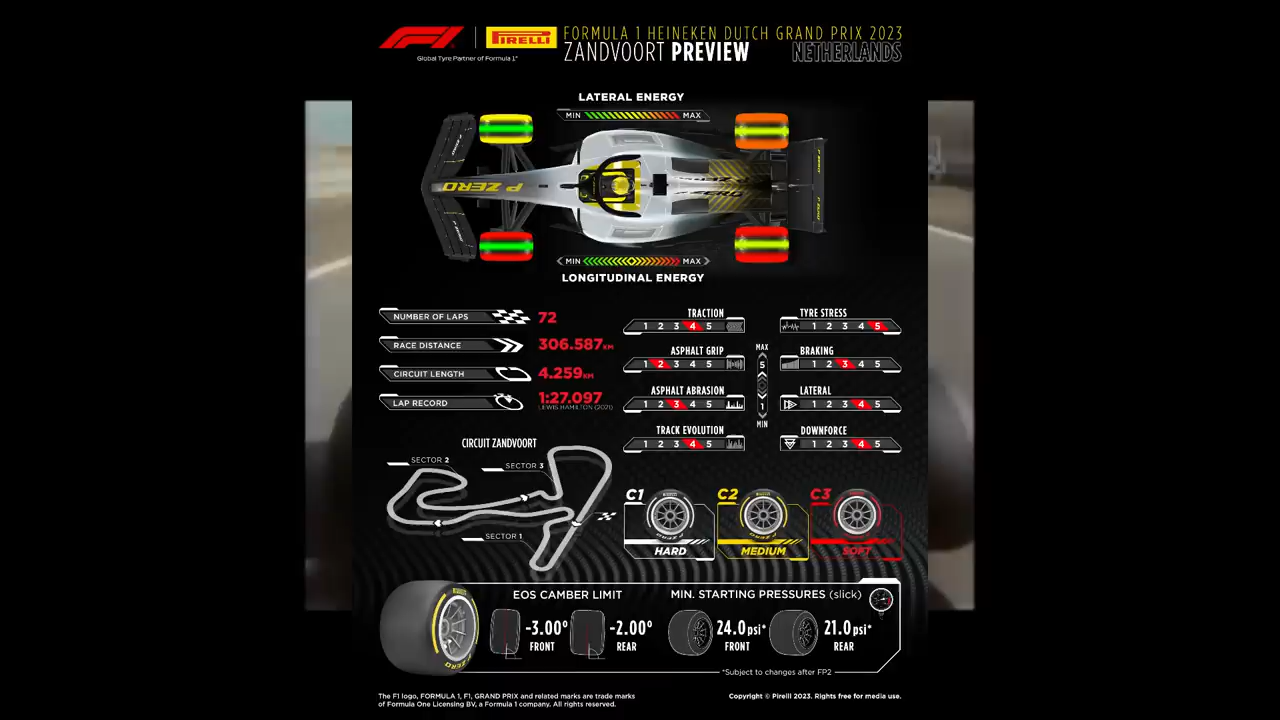 F1
PIRELLI
Global Tyre Partner of Formula 1®
FORMULA 1 HEINEKEN DUTCH GRAND PRIX 2023
ZANDVOORT PREVIEW
NETHERLANDS
LATERAL ENERGY
MIN MAX
P ZERO
MIN MAX
LONGITUDINAL ENERGY
NUMBER OF LAPS 72
RACE DISTANCE 306.587KM
CIRCUIT LENGTH 4.259KM
LAP RECORD 1:27.097
LEWIS HAMILTON (2021)
TRACTION
1 2 3 4 5
ASPHALT GRIP
1 2 3 4 5
ASPHALT ABRASION
1 2 3 4 5
TRACK EVOLUTION
1 2 3 4 5
MAX
5
1
MIN
TYRE STRESS
1 2 3 4 5
BRAKING
1 2 3 4 5
LATERAL
1 2 3 4 5
DOWNFORCE
1 2 3 4 5
CIRCUIT ZANDVOORT
SECTOR 2
SECTOR 3
SECTOR 1
C1
HARD
C2
MEDIUM
C3
SOFT
EOS CAMBER LIMIT
-3.00°
FRONT
-2.00°
REAR
MIN. STARTING PRESSURES (slick)
24.0psi*
FRONT
21.0psi*
REAR
*Subject to changes after FP2
P ZERO
The F1 logo, FORMULA 1, F1, GRAND PRIX and related marks are trade marks
of Formula One Licensing BV, a Formula 1 company. All rights reserved.
Copyright © Pirelli 2023. Rights free for media use.